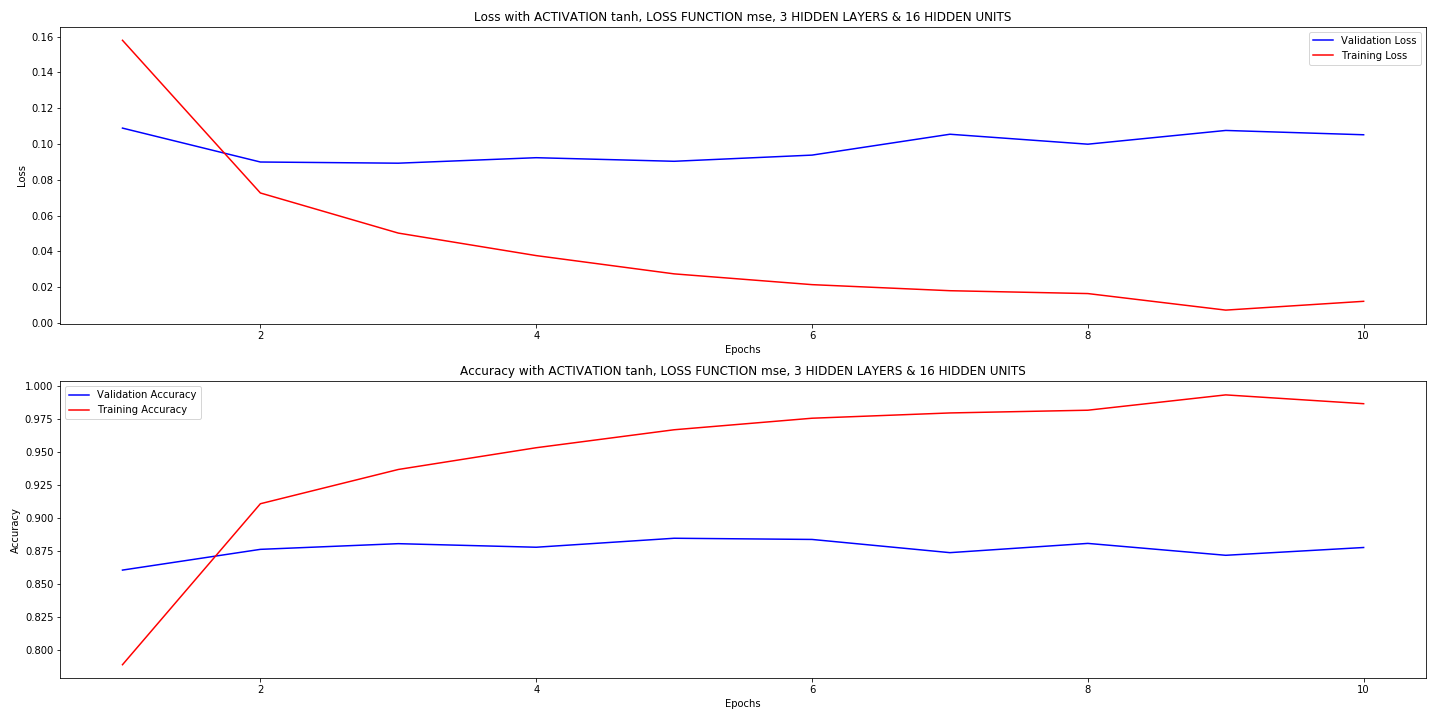 Loss with ACTIVATION tanh, LOSS FUNCTION mse, 3 HIDDEN LAYERS & 16 HIDDEN UNITS
Validation Loss
Training Loss
0.16
0.14
0.12
0.10
0.08
0.06
0.04
0.02
0.00
Loss
2 4 6 8 10
Epochs
Accuracy with ACTIVATION tanh, LOSS FUNCTION mse, 3 HIDDEN LAYERS & 16 HIDDEN UNITS
Validation Accuracy
Training Accuracy
1.000
0.975
0.950
0.925
0.900
0.875
0.850
0.825
0.800
Accuracy
2 4 6 8 10
Epochs